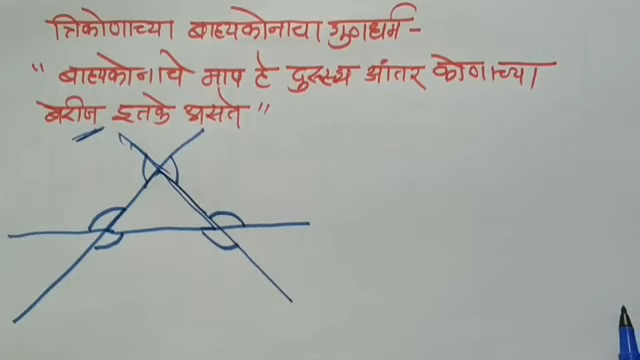 त्रिकोणाच्या बाह्यकोनाचा गुणधर्म -
" बाह्यकोनाचे माप हे दुरस्थ आंतर कोणाच्या
बेरीज इतके असते "